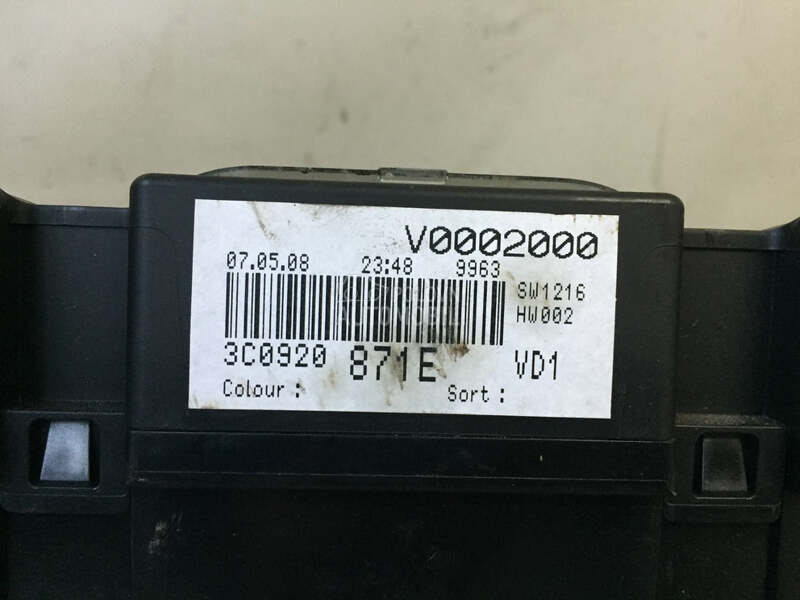 V0002000
07.05.08 23:48 9963
SW1216
HW002
3C0920 871E VD1
Colour : Sort :